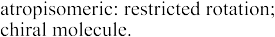 atropisomeric: restricted rotation;
chiral molecule.